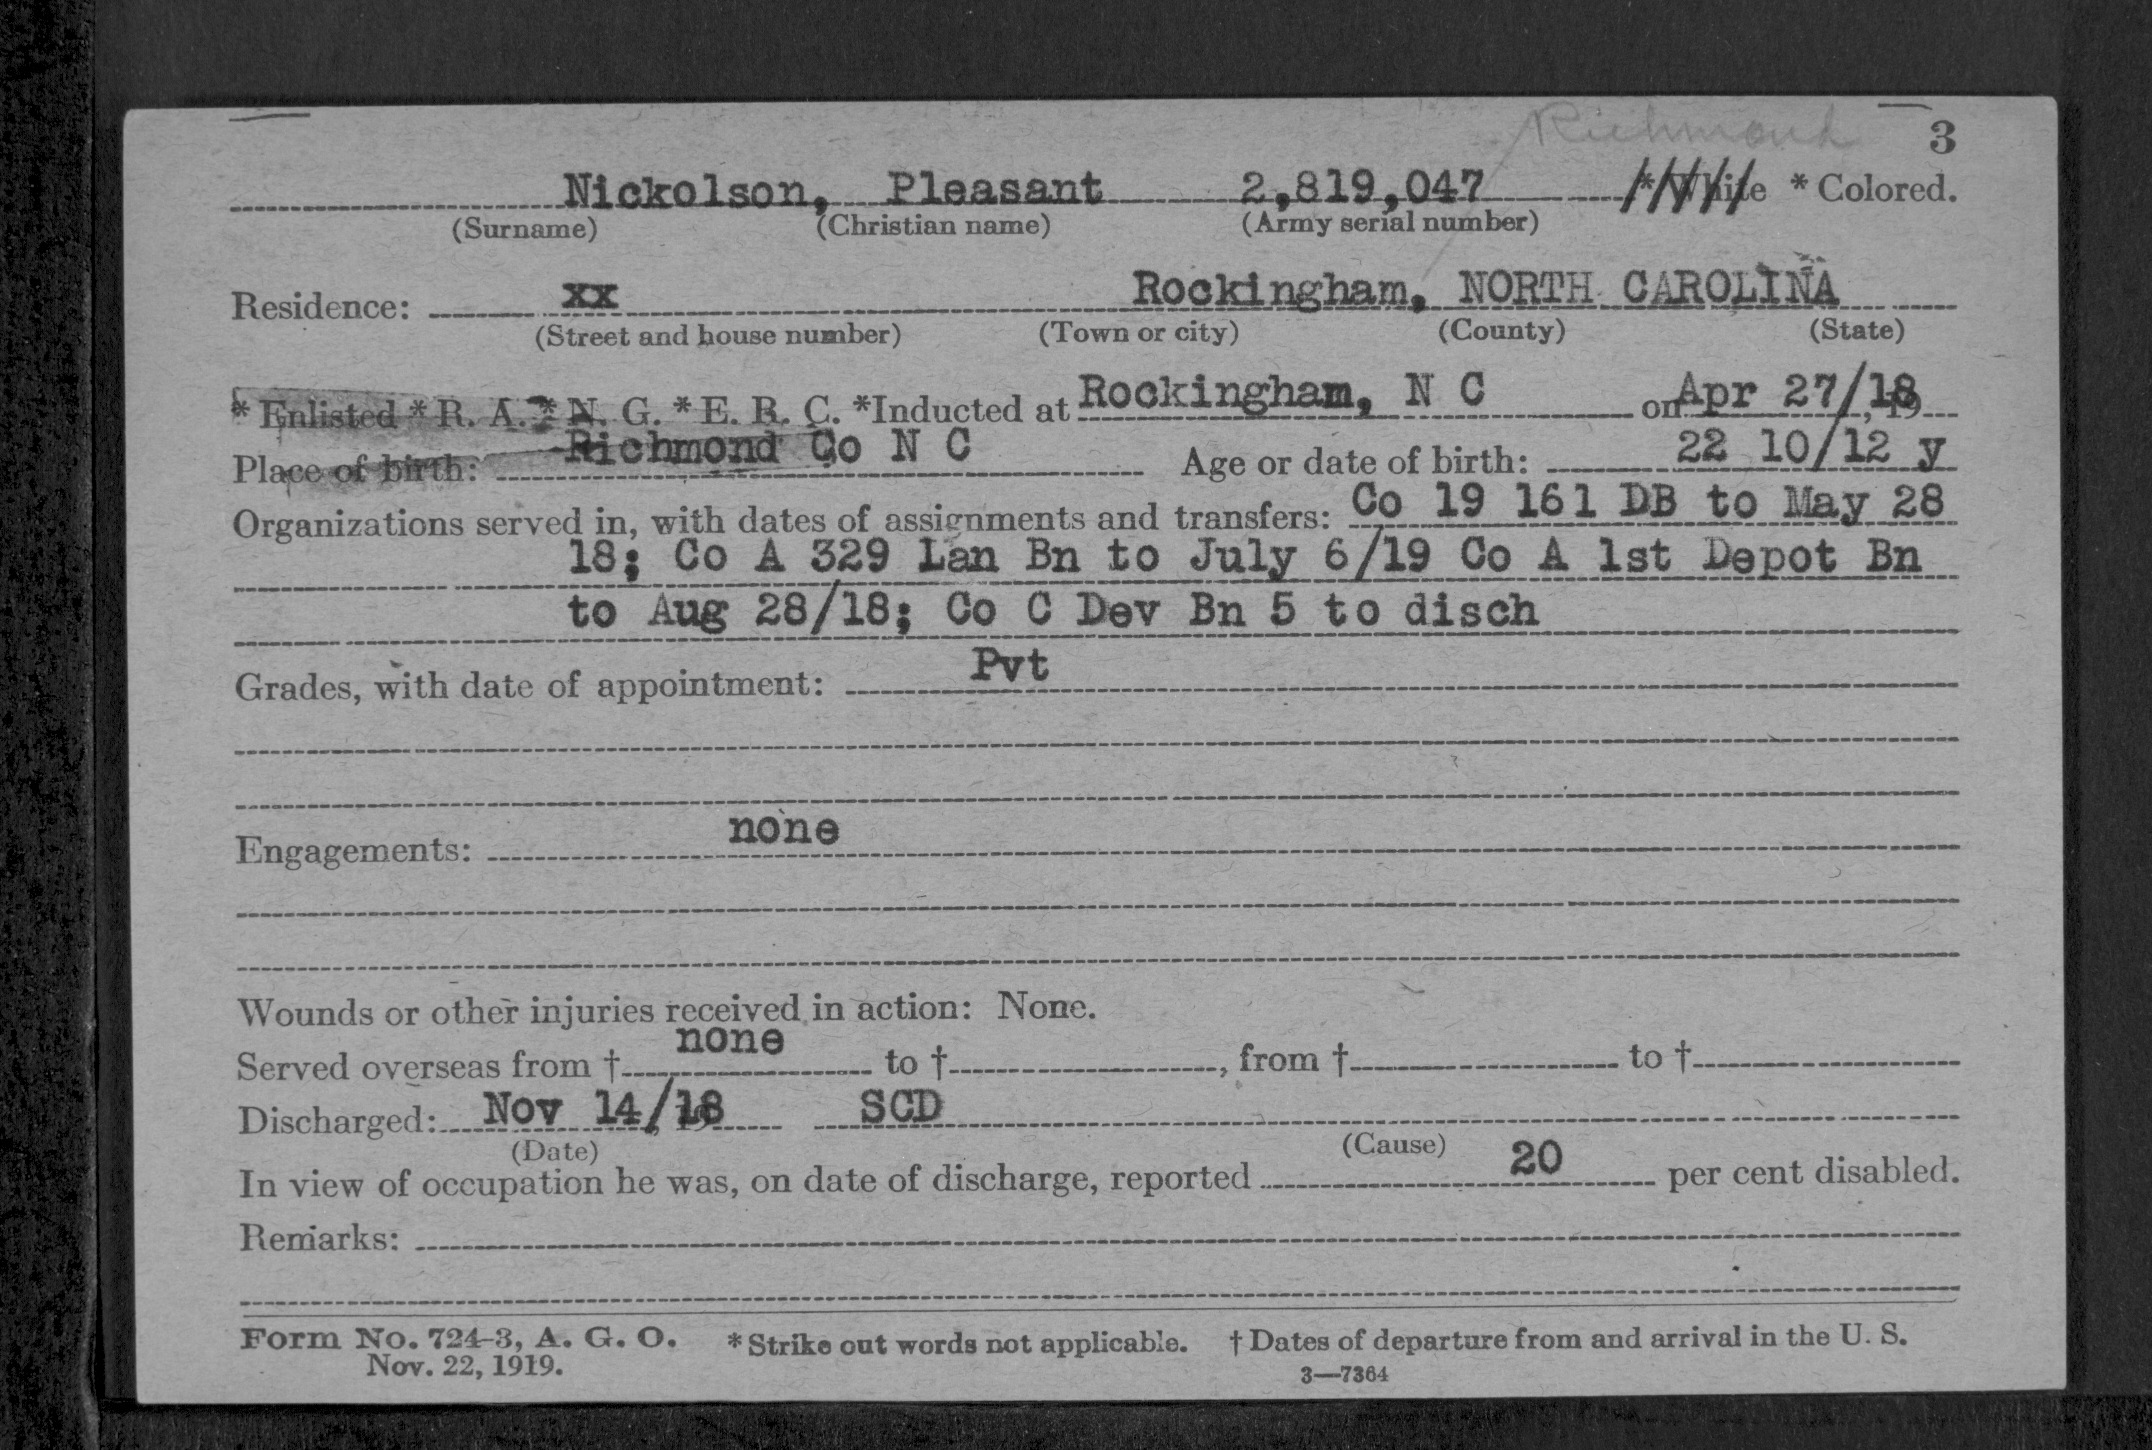 Richmond
3
Nickolson, Pleasant 2,819,047 * White * Colored.
(Surname) (Christian name) (Army serial number)
Residence: xx Rockingham, NORTH CAROLINA
(Street and house number) (Town or city) (County) (State)
* Enlisted * R. A. * N. G. * E. R. C. *Inducted at Rockingham, N C on Apr 27/18, 19
Place of birth: Richmond Co N C Age or date of birth: 22 10/12 y
Organizations served in, with dates of assignments and transfers: Co 19 161 DB to May 28
18; Co A 329 Lan Bn to July 6/19 Co A 1st Depot Bn
to Aug 28/18; Co C Dev Bn 5 to disch
Grades, with date of appointment: Pvt
Engagements: none
Wounds or other injuries received in action: None.
Served overseas from † none to †, from † to †
Discharged: Nov 14/18, 19 SCD
(Date) (Cause)
In view of occupation he was, on date of discharge, reported 20 per cent disabled.
Remarks:
Form No. 724-3, A. G. O. * Strike out words not applicable. † Dates of departure from and arrival in the U. S.
Nov. 22, 1919. 3—7364